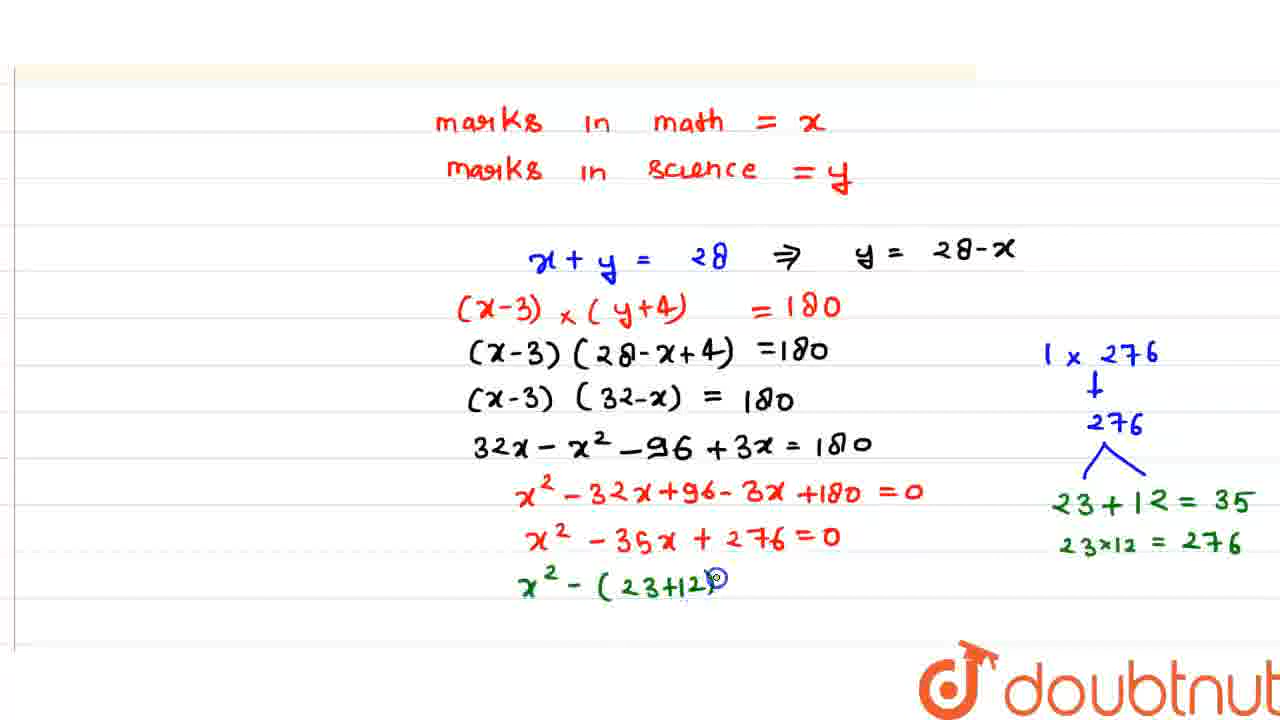 marks in math = x
marks in science = y
x + y = 28 ⇒ y = 28 - x
(x-3) × (y+4) = 180
(x-3) (28-x+4) = 180
(x-3) (32-x) = 180
32x - x² - 96 + 3x = 180
x² - 32x + 96 - 3x + 180 = 0
x² - 35x + 276 = 0
x² - (23+12)
1 × 276
276
23 + 12 = 35
23 × 12 = 276
doubtnut